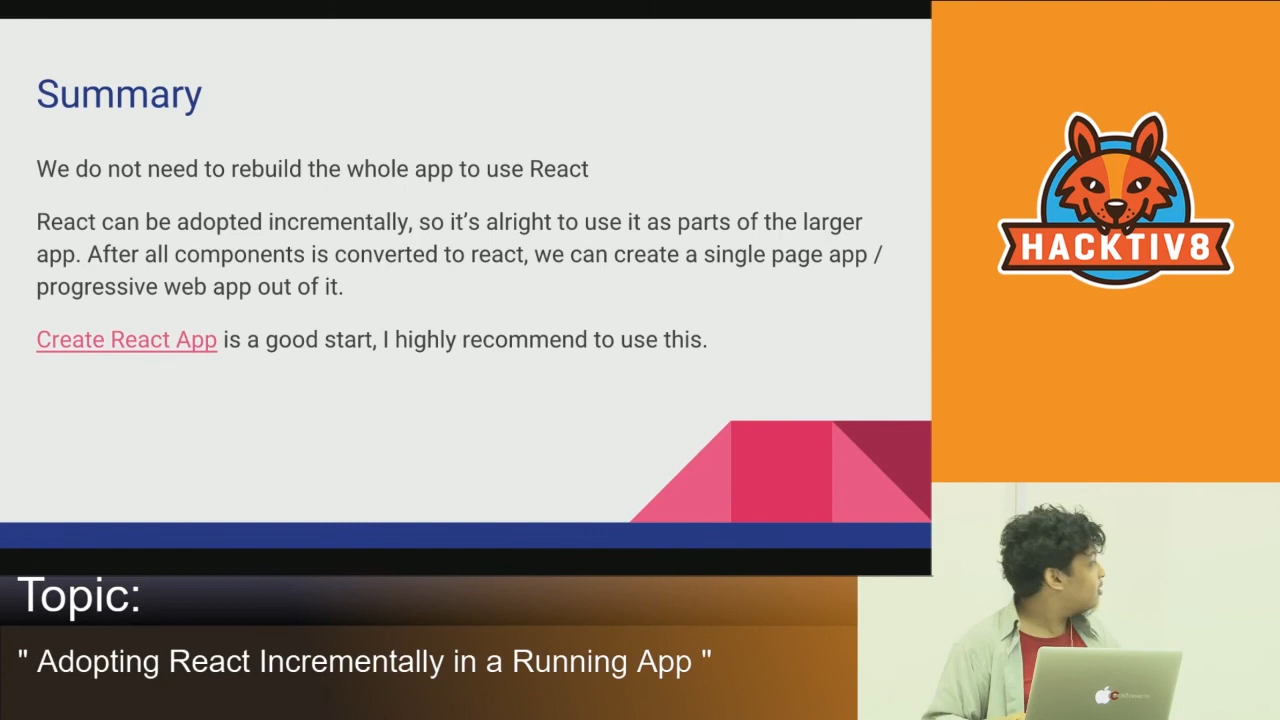 Summary
We do not need to rebuild the whole app to use React
React can be adopted incrementally, so it’s alright to use it as parts of the larger
app. After all components is converted to react, we can create a single page app /
progressive web app out of it.
Create React App is a good start, I highly recommend to use this.
HACKTIV8
Topic:
" Adopting React Incrementally in a Running App "